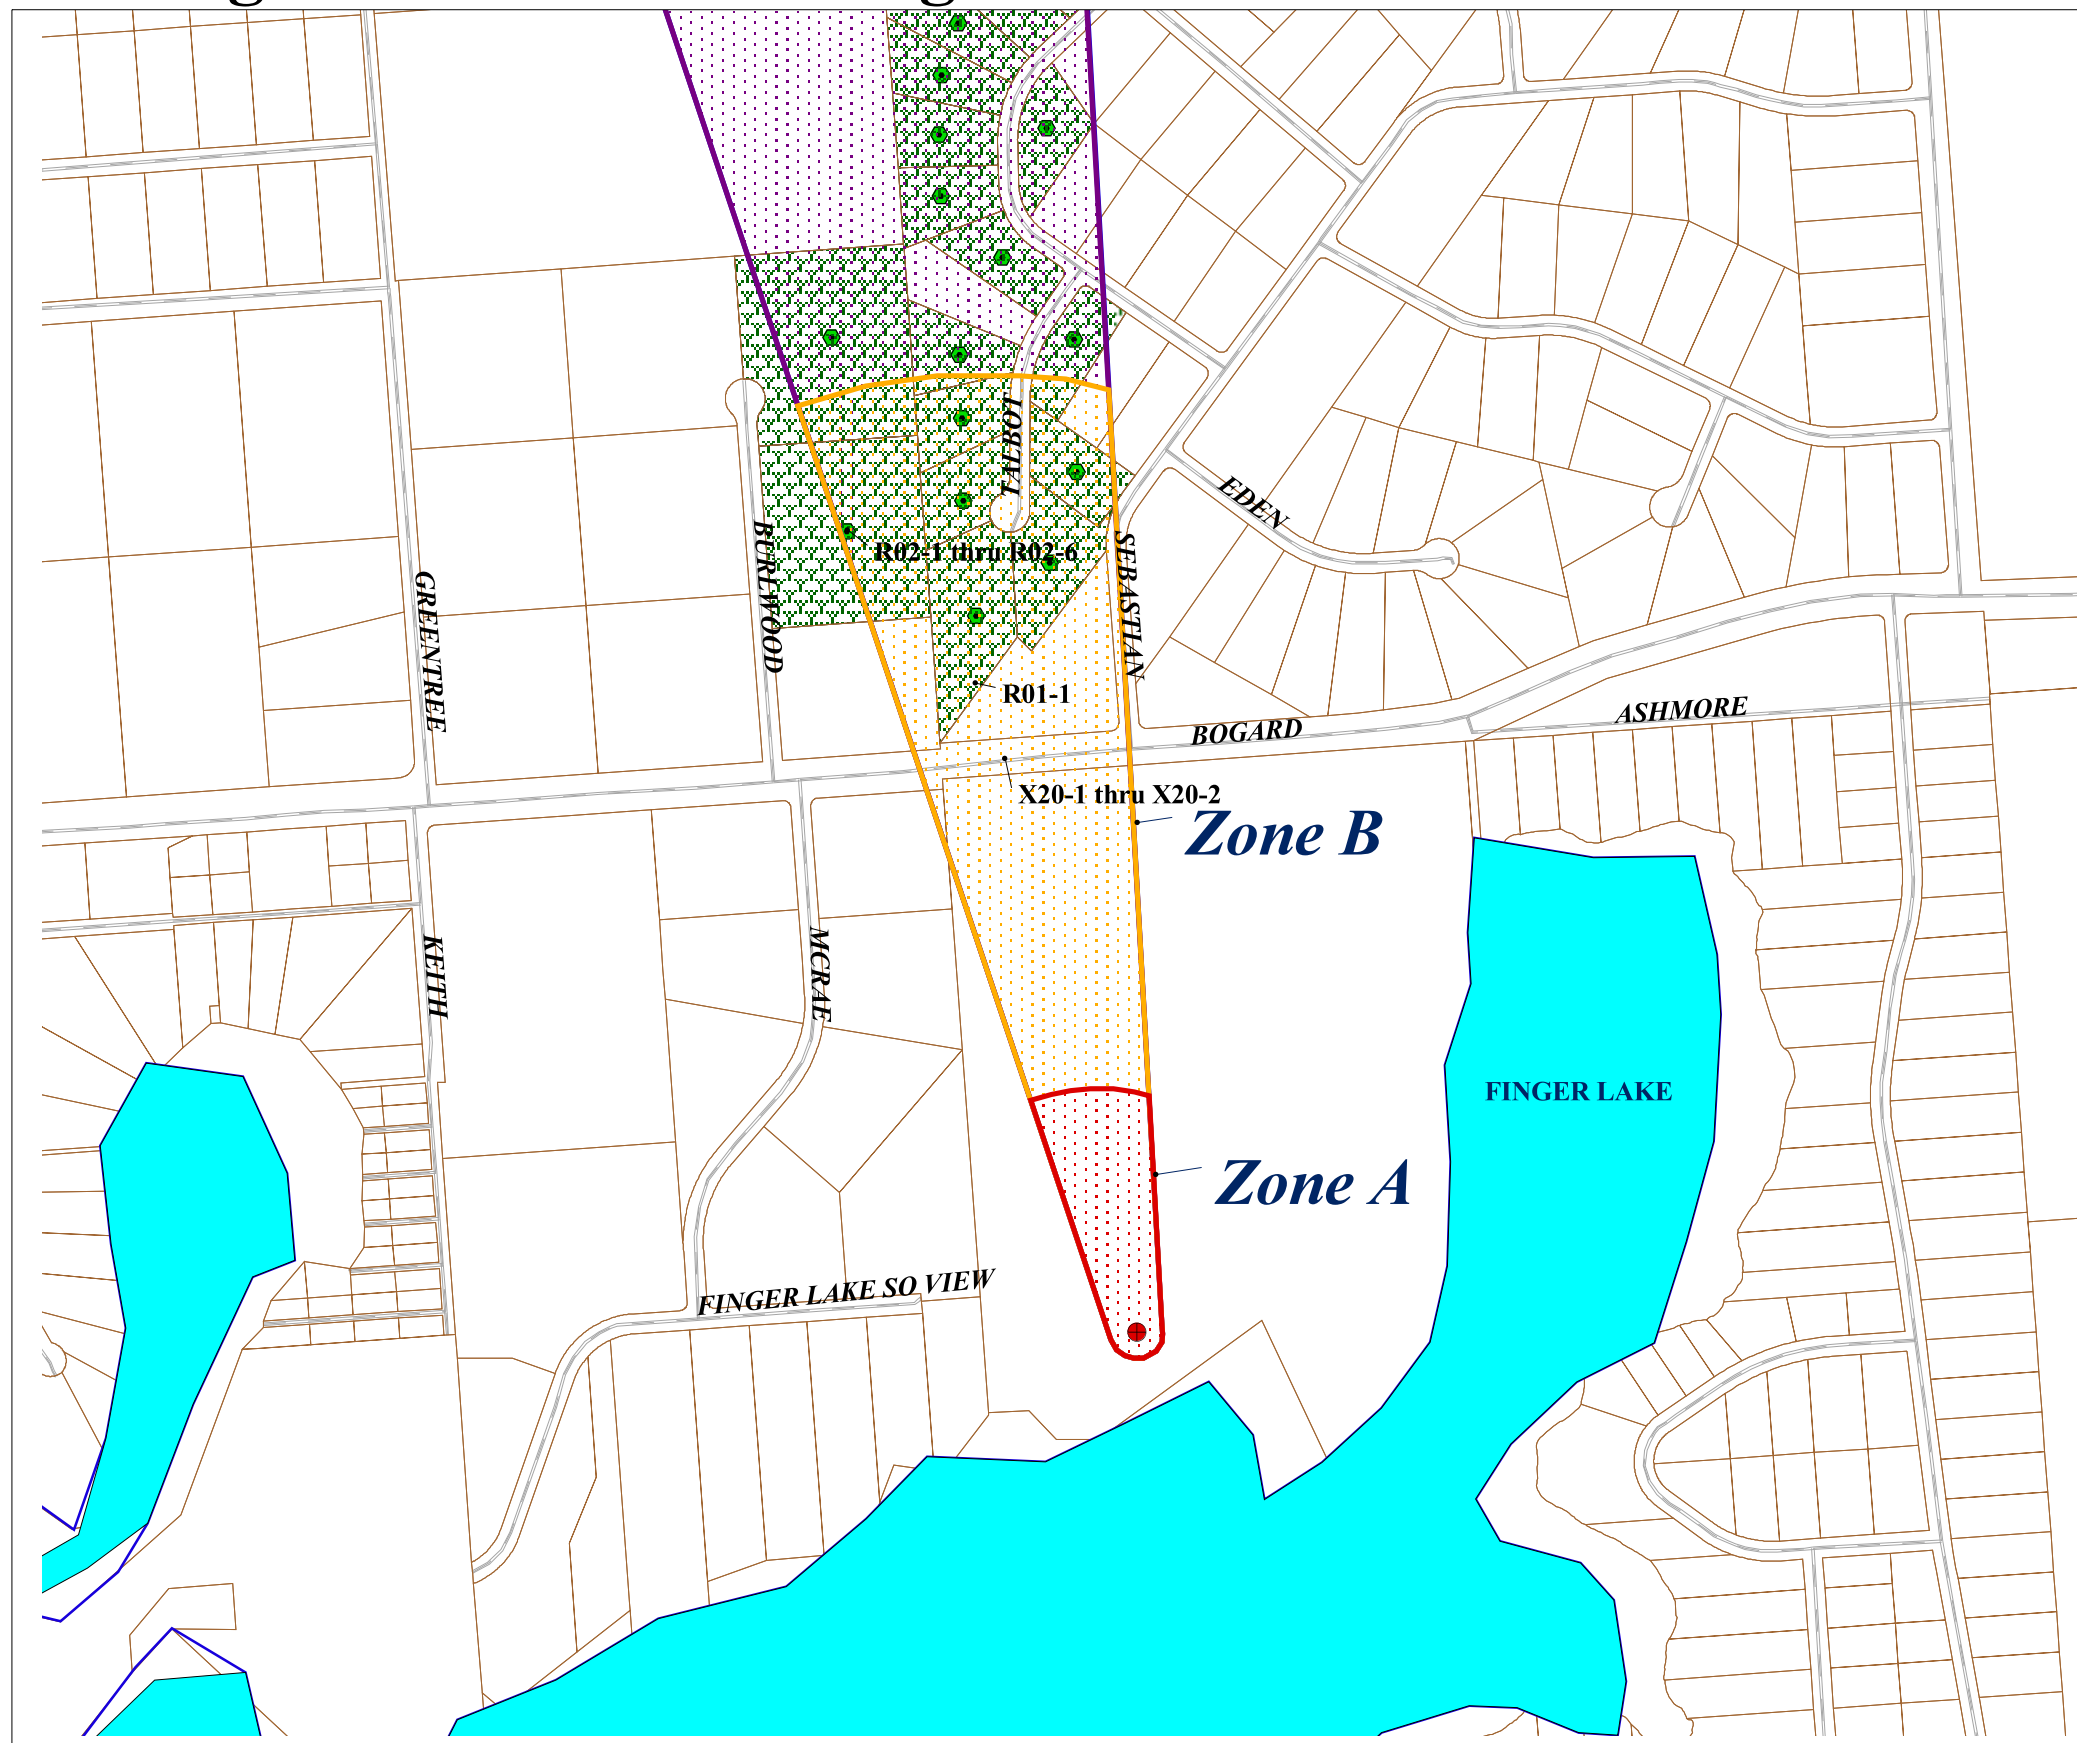 TALBOT
EDEN
R02-1 thru R02-6
BURLWOOD
SEBASTIAN
GREENTREE
R01-1
ASHMORE
BOGARD
X20-1 thru X20-2
Zone B
MCRAE
KEITH
FINGER LAKE
Zone A
FINGER LAKE SO VIEW